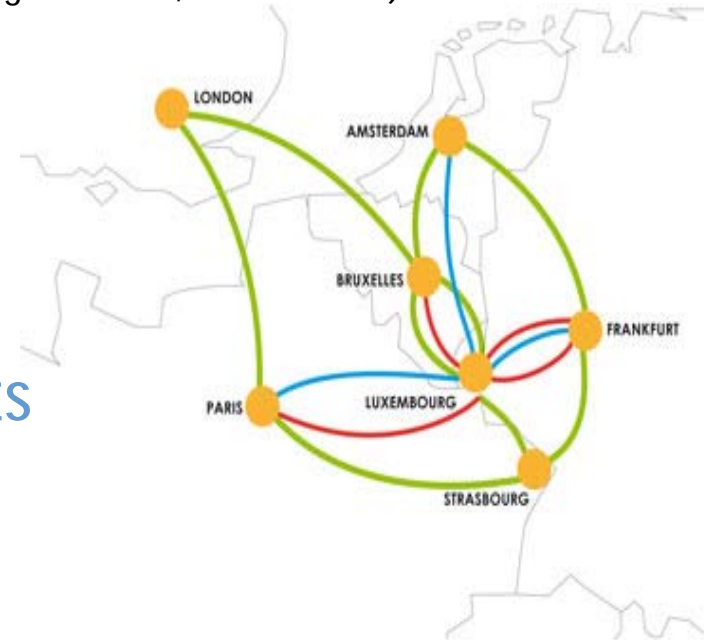 LONDON
AMSTERDAM
BRUXELLES
FRANKFURT
PARIS
LUXEMBOURG
STRASBOURG